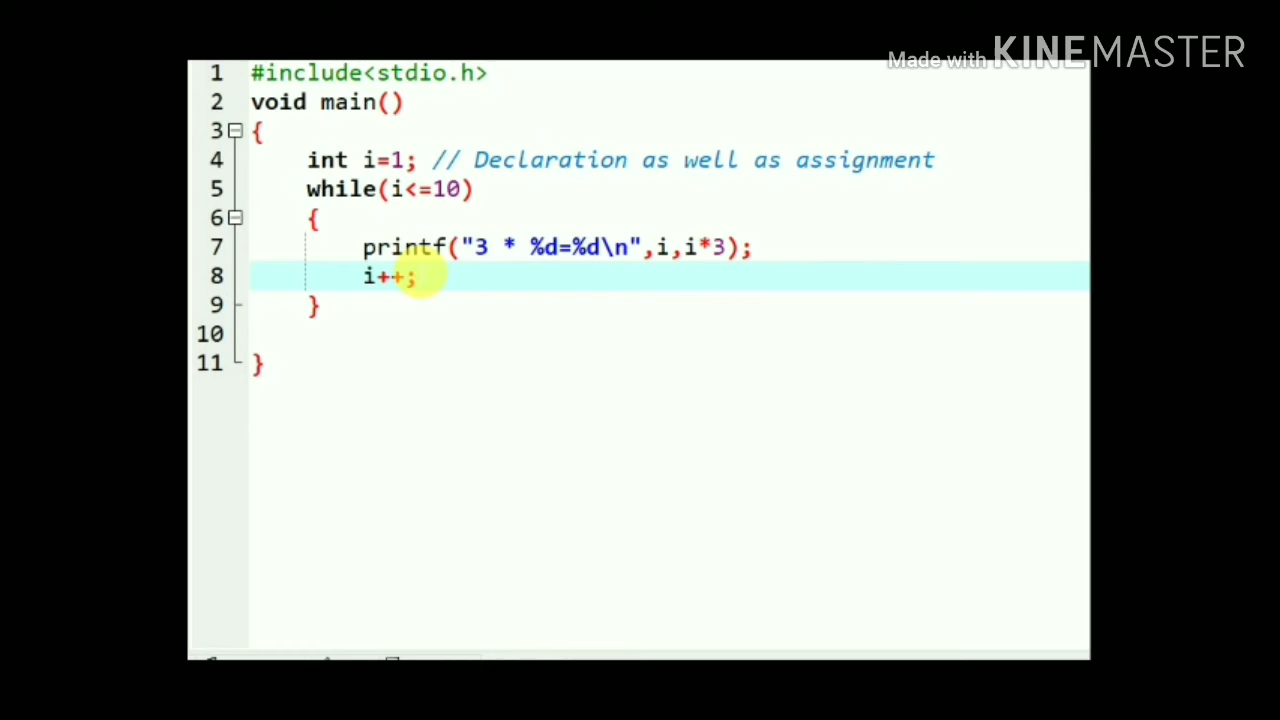 Made with KINEMASTER
1 #include<stdio.h>
2 void main()
3 {
4 int i=1; // Declaration as well as assignment
5 while(i<=10)
6 {
7 printf("3 * %d=%d\n",i,i*3);
8 i++;
9 }
10
11 }